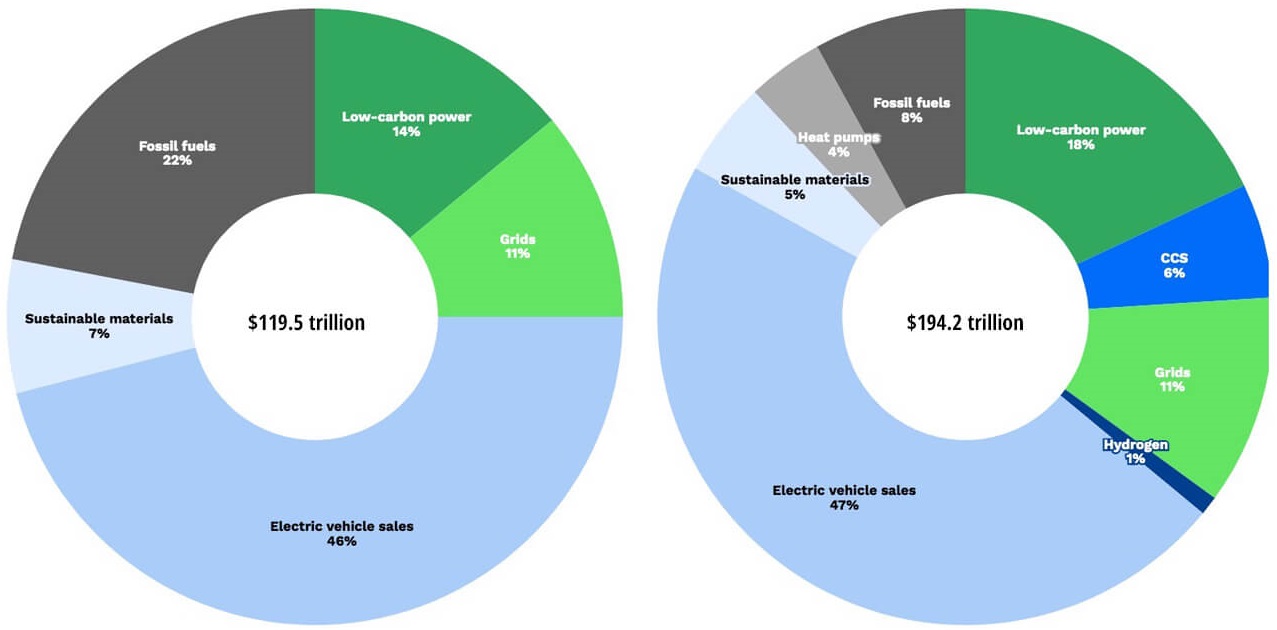 Low-carbon power
14%
Fossil fuels
22%
Grids
11%
Sustainable materials
7%
$119.5 trillion
Electric vehicle sales
46%
Fossil fuels
8%
Low-carbon power
18%
Heat pumps
4%
Sustainable materials
5%
CCS
6%
$194.2 trillion
Grids
11%
Hydrogen
1%
Electric vehicle sales
47%